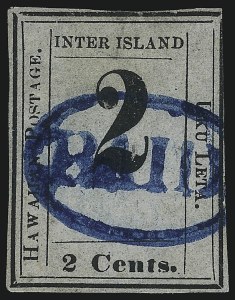 INTER ISLAND
HAWAIIAN POSTAGE.
2
UKU LETA.
PAID
2 Cents.